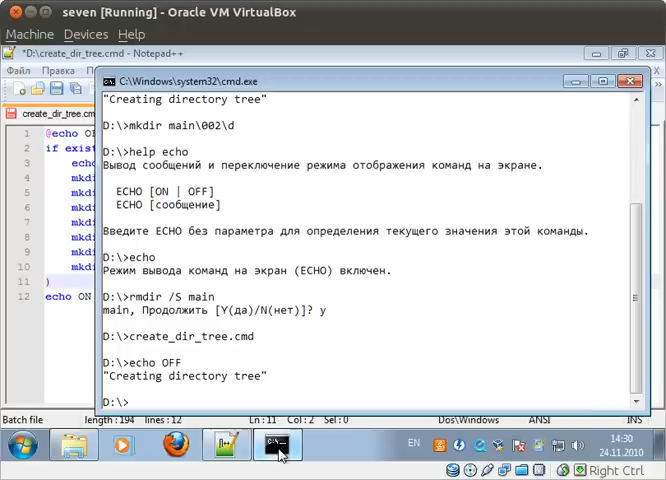 seven [Running] - Oracle VM VirtualBox
Machine Devices Help
*D:\create_dir_tree.cmd - Notepad++
Файл Правка
create_dir_tree.cm
1 @echo O
2 if exist
3 echo
4 mkdi
5 mkdi
6 mkdi
7 mkdi
8 mkdi
9 mkdi
10 mkdi
11 )
12 echo ON
C:\Windows\system32\cmd.exe
"Creating directory tree"
D:\>mkdir main\002\d
D:\>help echo
Вывод сообщений и переключение режима отображения команд на экране.
ECHO [ON | OFF]
ECHO [сообщение]
Введите ECHO без параметра для определения текущего значения этой команды.
D:\>echo
Режим вывода команд на экран (ECHO) включен.
D:\>rmdir /S main
main, Продолжить [Y(да)/N(нет)]? y
D:\>create_dir_tree.cmd
D:\>echo OFF
"Creating directory tree"
D:\>
Batch file length : 194 lines : 12 Ln : 11 Col : 2 Sel : 0 Dos\Windows ANSI INS
EN 14:30
24.11.2010
Right Ctrl